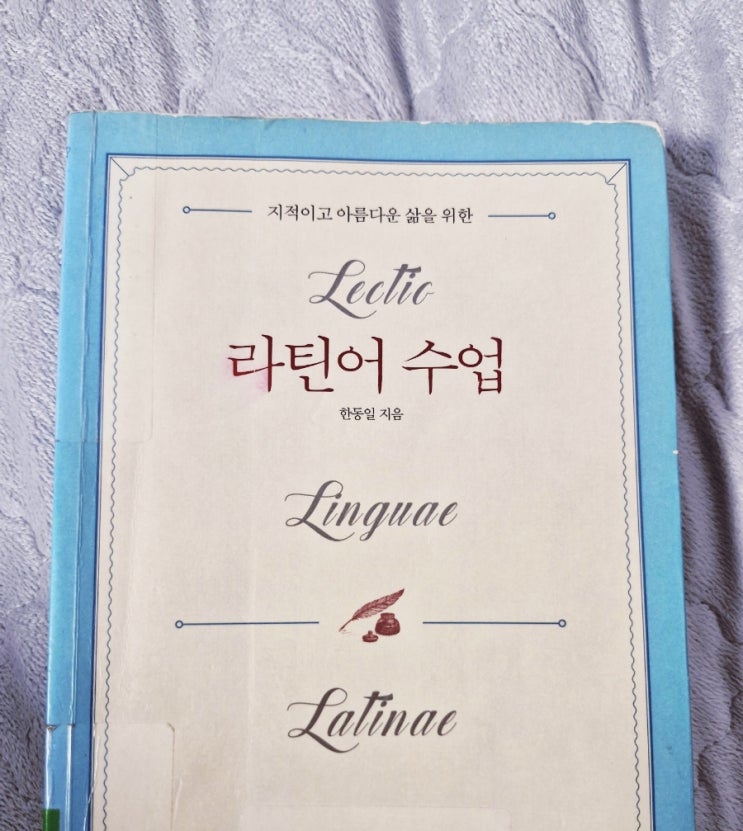 지적이고 아름다운 삶을 위한
Lectio
라틴어 수업
한동일 지음
Linguae
Latinae